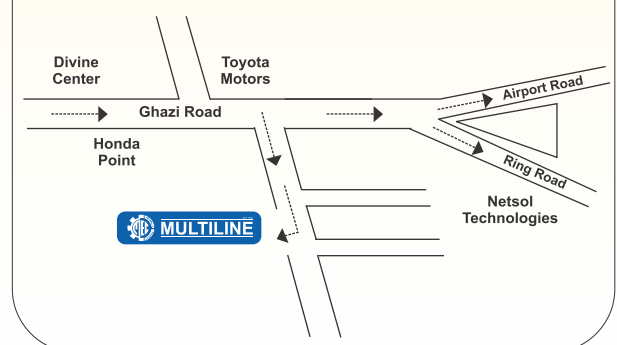 Divine
Center
Toyota
Motors
Airport Road
Ghazi Road
Honda
Point
Ring Road
Netsol
Technologies
MULTILINE